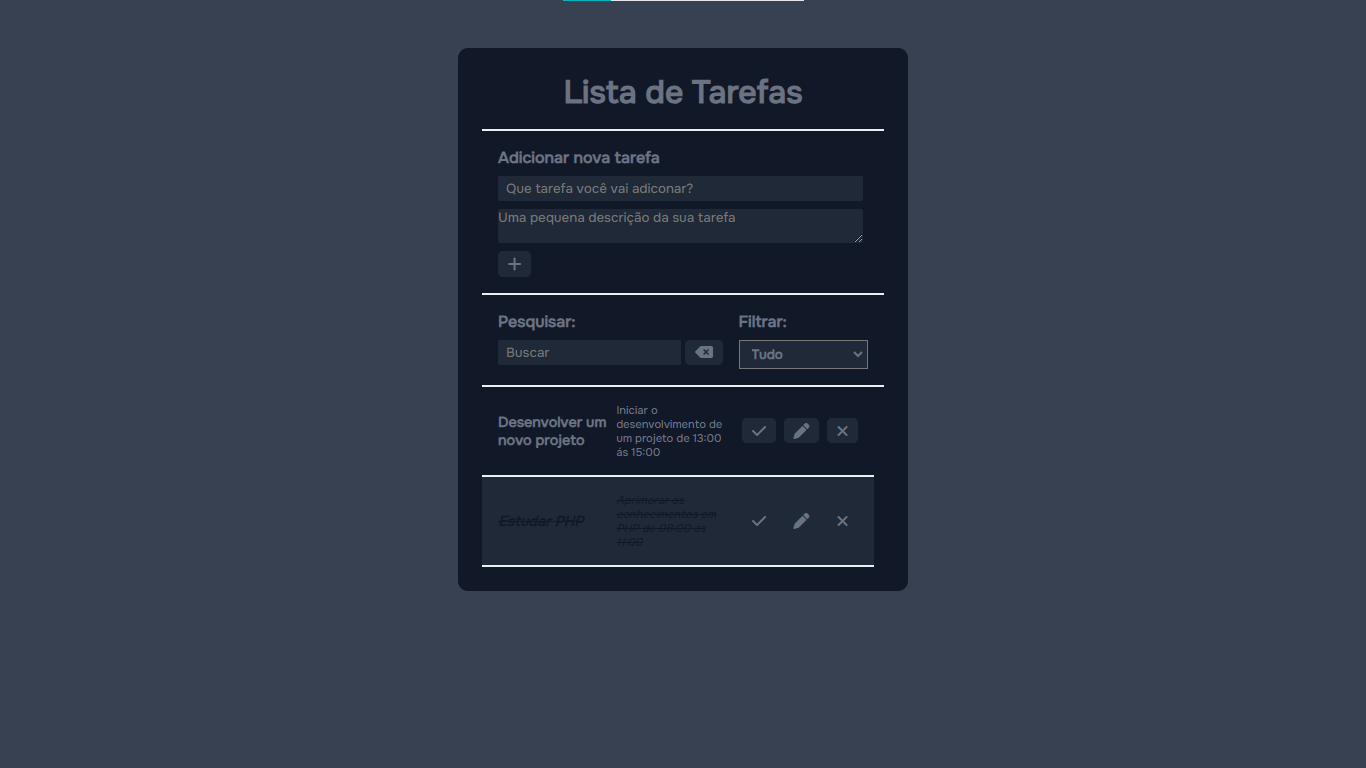 Lista de Tarefas
Adicionar nova tarefa
Que tarefa você vai adiconar?
Uma pequena descrição da sua tarefa
Pesquisar:
Filtrar:
Buscar
Tudo
Desenvolver um
novo projeto
Iniciar o
desenvolvimento de
um projeto de 13:00
ás 15:00
Estudar PHP
Aprimorar os
conhecimentos em
PHP de 08:00 ás
11:00